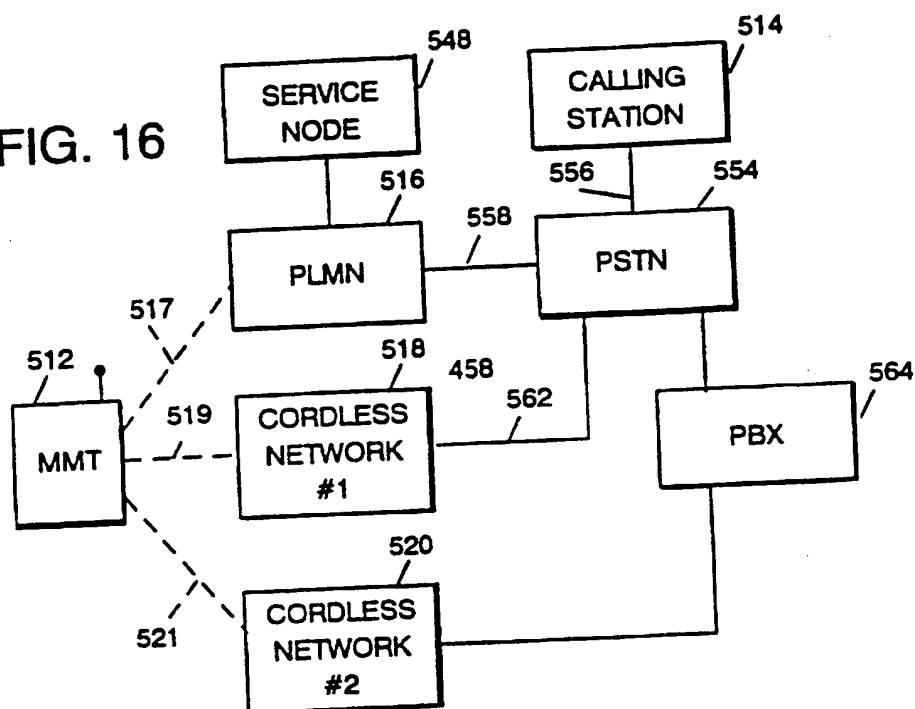 FIG. 16
548
514
SERVICE
NODE
CALLING
STATION
516
556
554
558
PLMN
PSTN
517
512
518
458
562
564
519
CORDLESS
NETWORK
#1
MMT
PBX
520
521
CORDLESS
NETWORK
#2